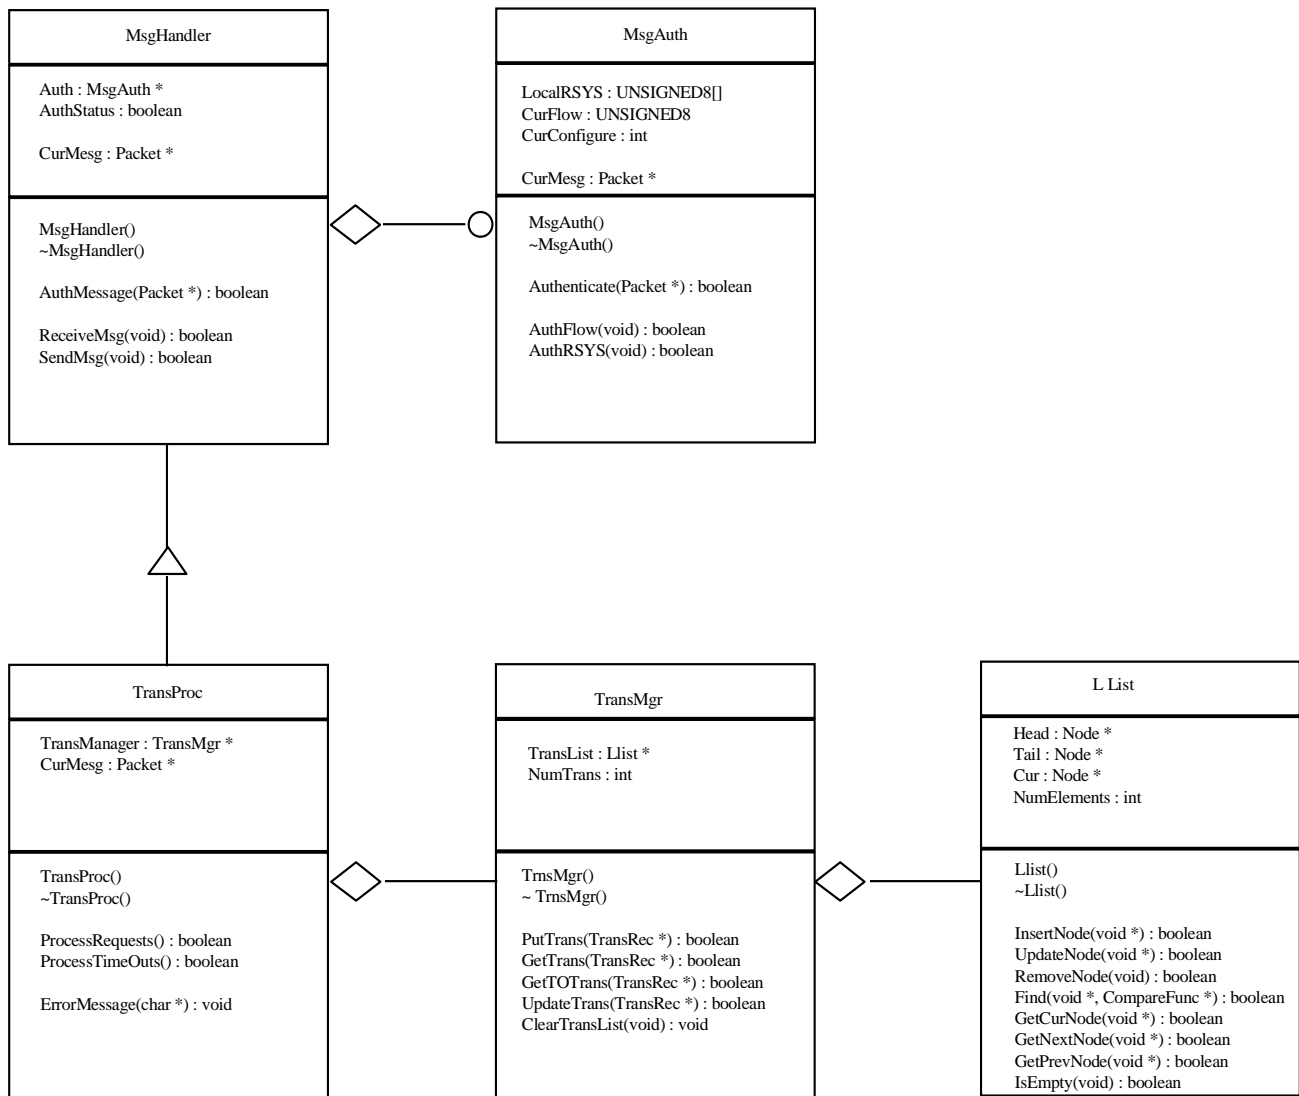 MsgHandler
Auth : MsgAuth *
AuthStatus : boolean
CurMesg : Packet *
MsgHandler()
~MsgHandler()
AuthMessage(Packet *) : boolean
ReceiveMsg(void) : boolean
SendMsg(void) : boolean
MsgAuth
LocalRSYS : UNSIGNED8[]
CurFlow : UNSIGNED8
CurConfigure : int
CurMesg : Packet *
MsgAuth()
~MsgAuth()
Authenticate(Packet *) : boolean
AuthFlow(void) : boolean
AuthRSYS(void) : boolean
TransProc
TransManager : TransMgr *
CurMesg : Packet *
TransProc()
~TransProc()
ProcessRequests() : boolean
ProcessTimeOuts() : boolean
ErrorMessage(char *) : void
TransMgr
TransList : Llist *
NumTrans : int
TrnsMgr()
~ TrnsMgr()
PutTrans(TransRec *) : boolean
GetTrans(TransRec *) : boolean
GetTOTrans(TransRec *) : boolean
UpdateTrans(TransRec *) : boolean
ClearTransList(void) : void
L List
Head : Node *
Tail : Node *
Cur : Node *
NumElements : int
Llist()
~Llist()
InsertNode(void *) : boolean
UpdateNode(void *) : boolean
RemoveNode(void) : boolean
Find(void *, CompareFunc *) : boolean
GetCurNode(void *) : boolean
GetNextNode(void *) : boolean
GetPrevNode(void *) : boolean
IsEmpty(void) : boolean